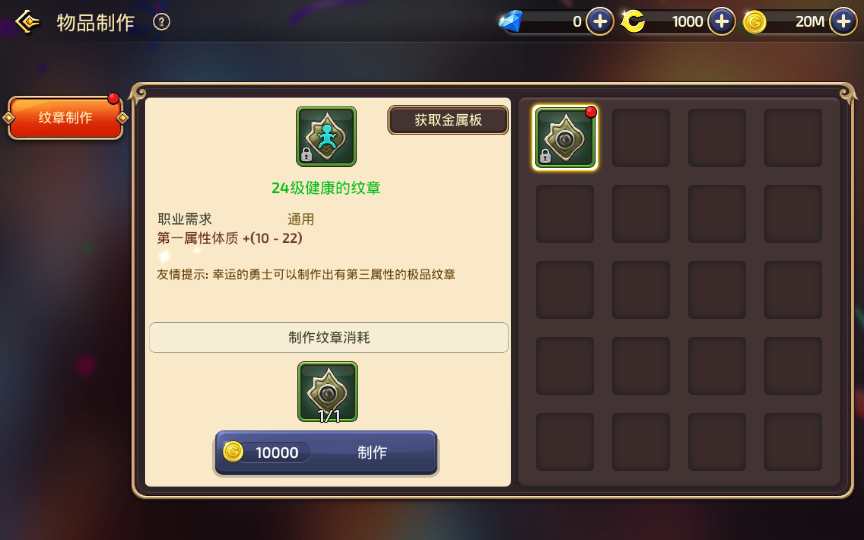 物品制作 ?
0
1000
20M
纹章制作
获取金属板
24级健康的纹章
职业需求 通用
第一属性体质 +(10 - 22)
友情提示: 幸运的勇士可以制作出有第三属性的极品纹章
制作纹章消耗
1/1
10000 制作